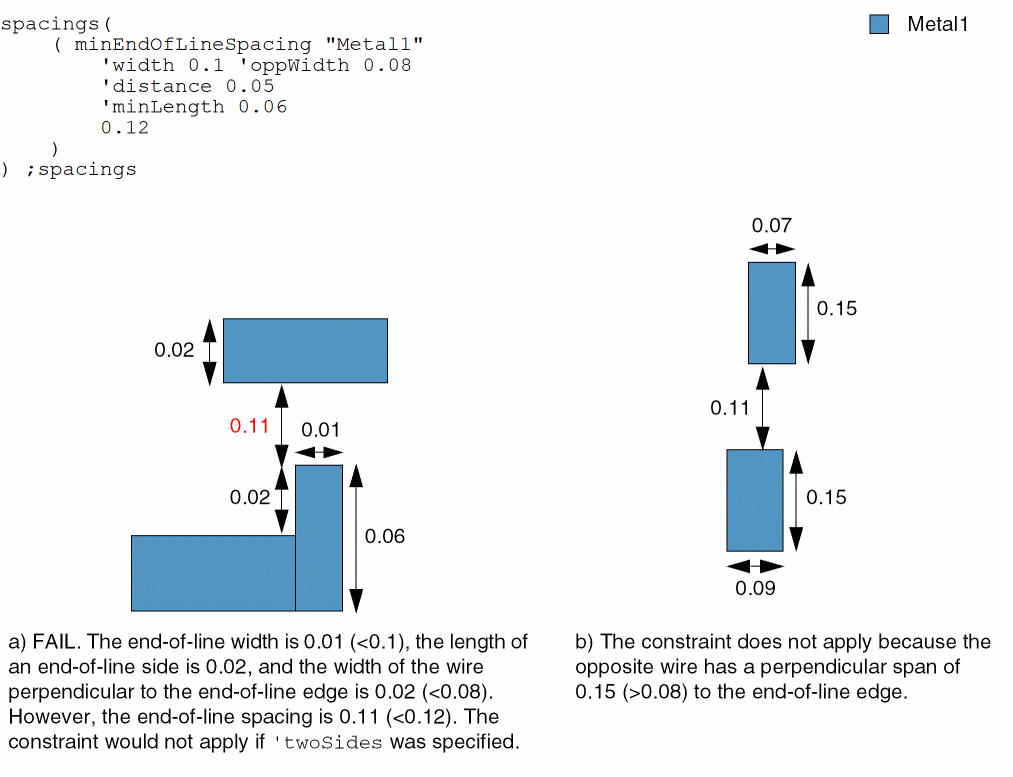 spacings(
( minEndOfLineSpacing "Metal1"
'width 0.1 'oppWidth 0.08
'distance 0.05
'minLength 0.06
0.12
)
) ;spacings
Metal1
0.07
0.15
0.02
0.11
0.11
0.01
0.02
0.15
0.06
0.09
a) FAIL. The end-of-line width is 0.01 (<0.1), the length of
an end-of-line side is 0.02, and the width of the wire
perpendicular to the end-of-line edge is 0.02 (<0.08).
However, the end-of-line spacing is 0.11 (<0.12). The
constraint would not apply if 'twoSides was specified.
b) The constraint does not apply because the
opposite wire has a perpendicular span of
0.15 (>0.08) to the end-of-line edge.